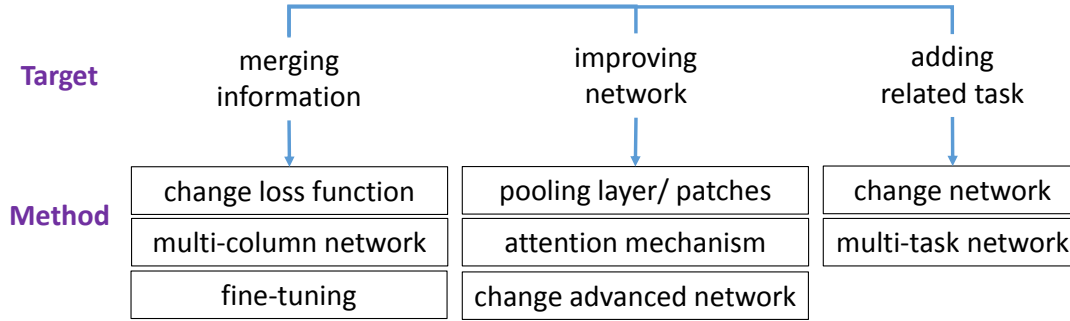 Target
merging
information
improving
network
adding
related task
Method
change loss function
multi-column network
fine-tuning
pooling layer/ patches
attention mechanism
change advanced network
change network
multi-task network